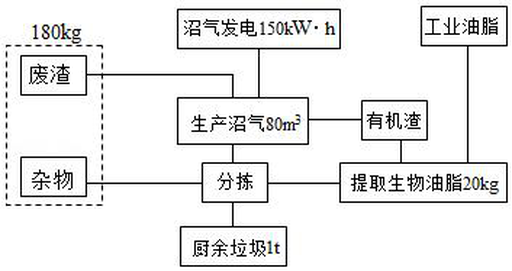 180kg
沼气发电150kW·h
工业油脂
废渣
生产沼气80m³
有机渣
杂物
分拣
提取生物油脂20kg
厨余垃圾1t